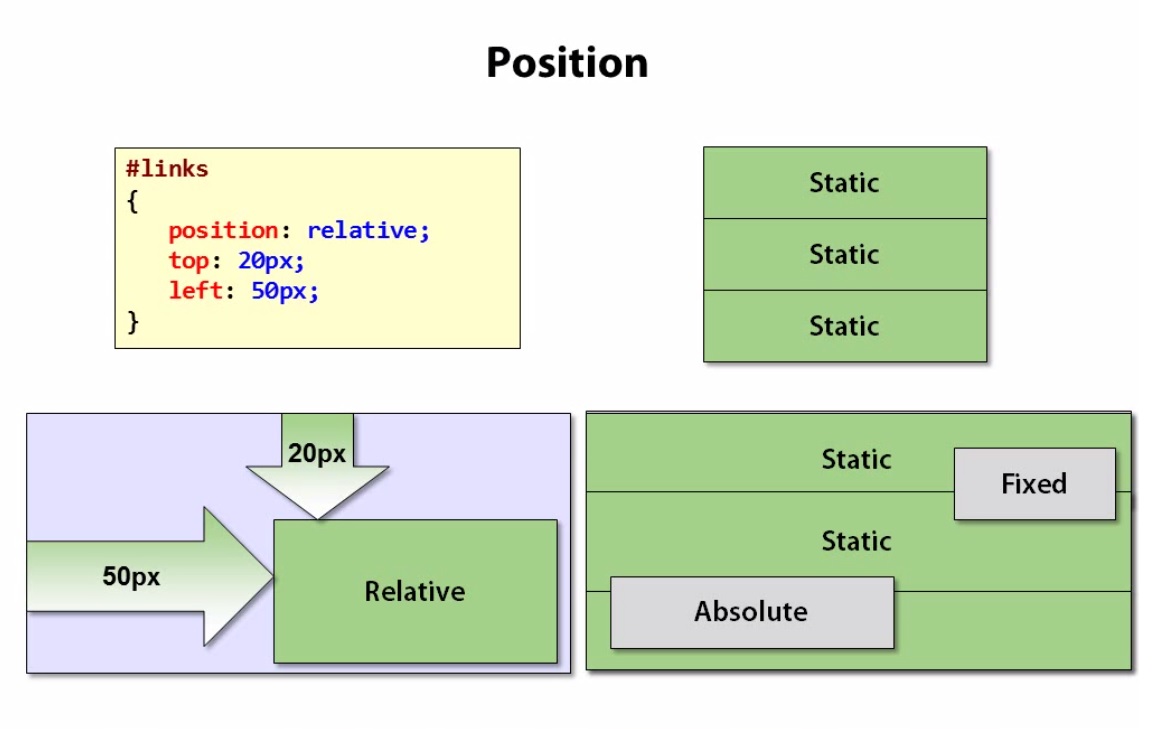 Position
#links
{
position: relative;
top: 20px;
left: 50px;
}
Static
Static
Static
20px
50px
Relative
Static
Fixed
Static
Absolute